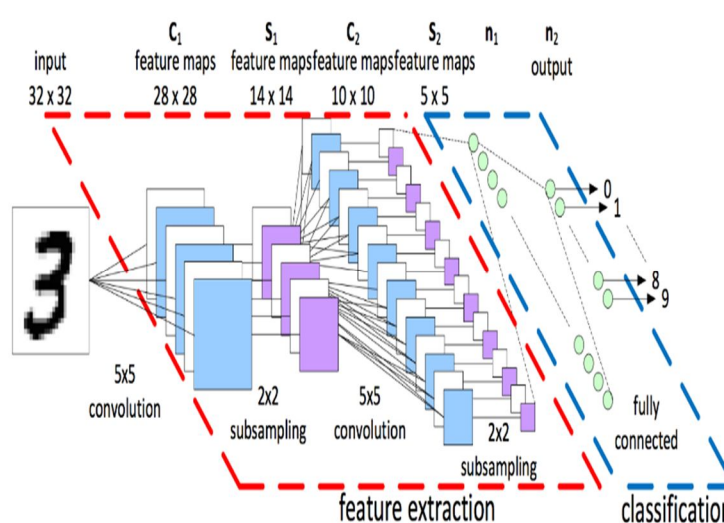 input
32 x 32
C1
feature maps
28 x 28
S1
feature maps
14 x 14
C2
feature maps
10 x 10
S2
feature maps
5 x 5
n1
n2
output
3
0
1
8
9
5x5
convolution
2x2
subsampling
5x5
convolution
2x2
subsampling
fully
connected
feature extraction
classification